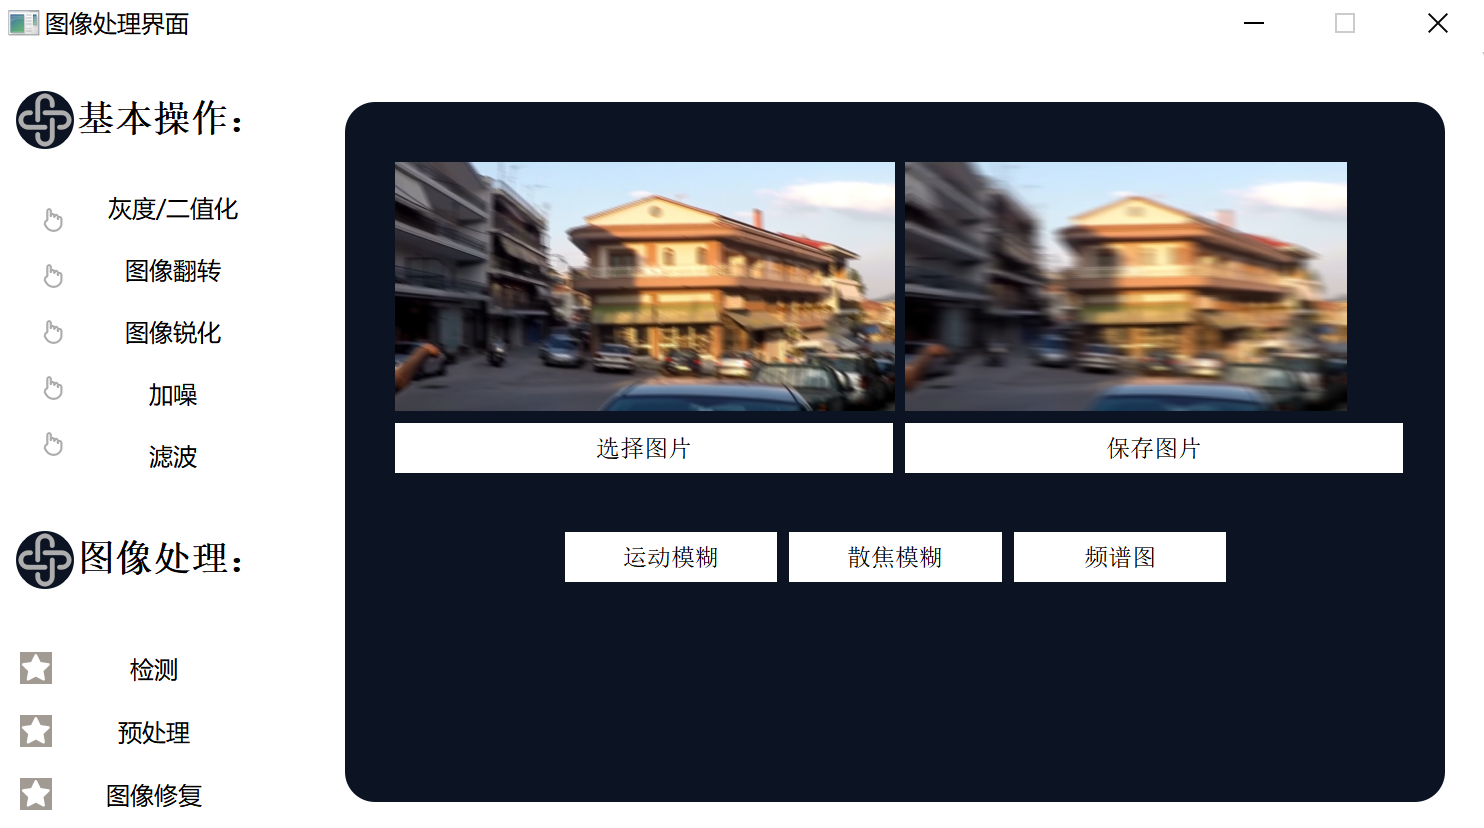 图像处理界面
基本操作：
灰度/二值化
图像翻转
图像锐化
加噪
滤波
图像处理：
检测
预处理
图像修复
选择图片
保存图片
运动模糊
散焦模糊
频谱图